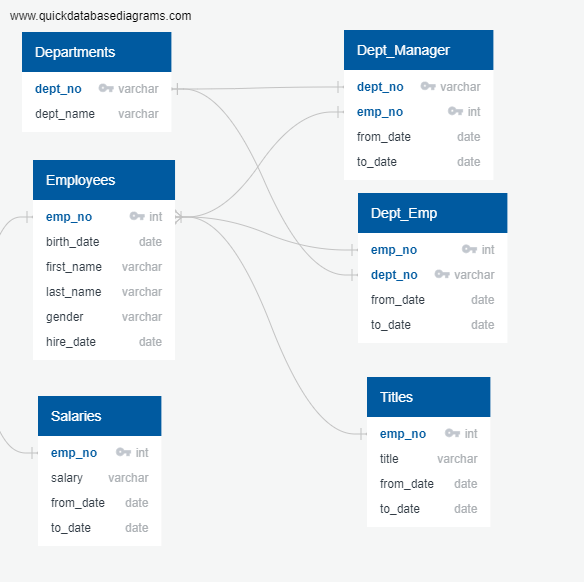 www.quickdatabasediagrams.com
Departments
dept_no varchar
dept_name varchar
Employees
emp_no int
birth_date date
first_name varchar
last_name varchar
gender varchar
hire_date date
Salaries
emp_no int
salary varchar
from_date date
to_date date
Dept_Manager
dept_no varchar
emp_no int
from_date date
to_date date
Dept_Emp
emp_no int
dept_no varchar
from_date date
to_date date
Titles
emp_no int
title varchar
from_date date
to_date date